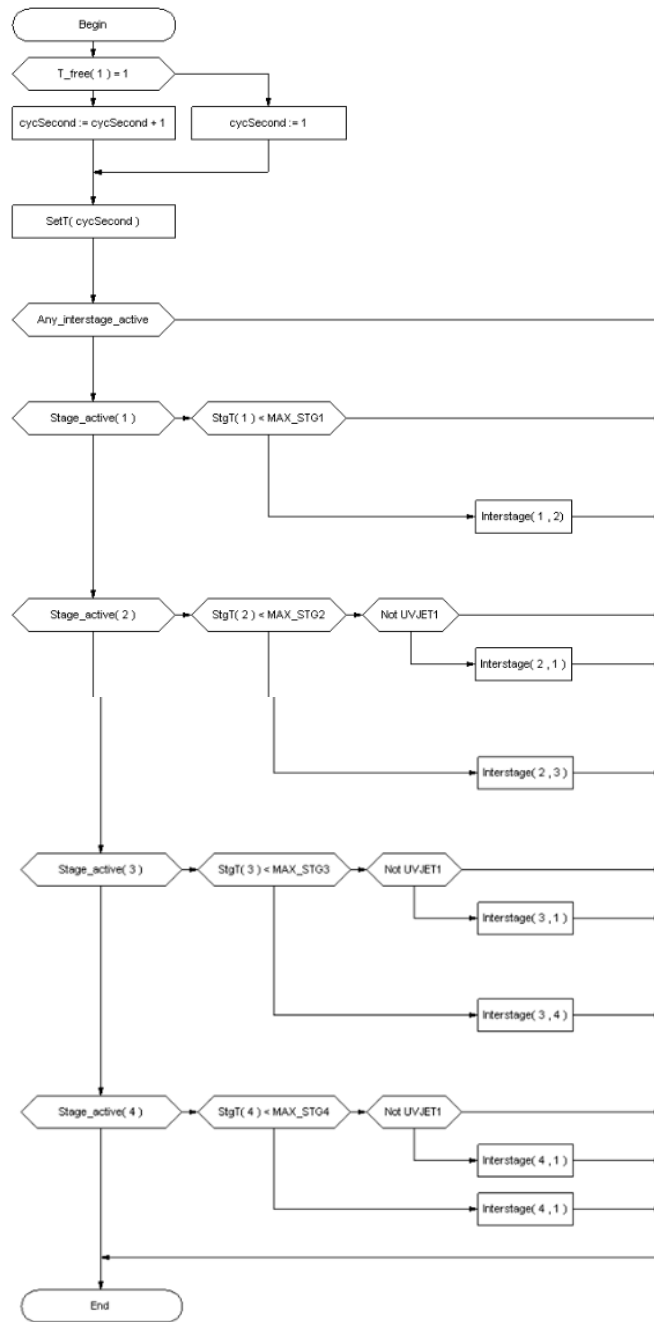 Begin
T_free( 1 ) = 1
cycSecond := cycSecond + 1
cycSecond := 1
SetT( cycSecond )
Any_interstage_active
Stage_active( 1 )
StgT( 1 ) < MAX_STG1
Interstage( 1 , 2)
Stage_active( 2 )
StgT( 2 ) < MAX_STG2
Not UVJET1
Interstage( 2 , 1 )
Interstage( 2 , 3 )
Stage_active( 3 )
StgT( 3 ) < MAX_STG3
Not UVJET1
Interstage( 3 , 1 )
Interstage( 3 , 4 )
Stage_active( 4 )
StgT( 4 ) < MAX_STG4
Not UVJET1
Interstage( 4 , 1 )
Interstage( 4 , 1 )
End